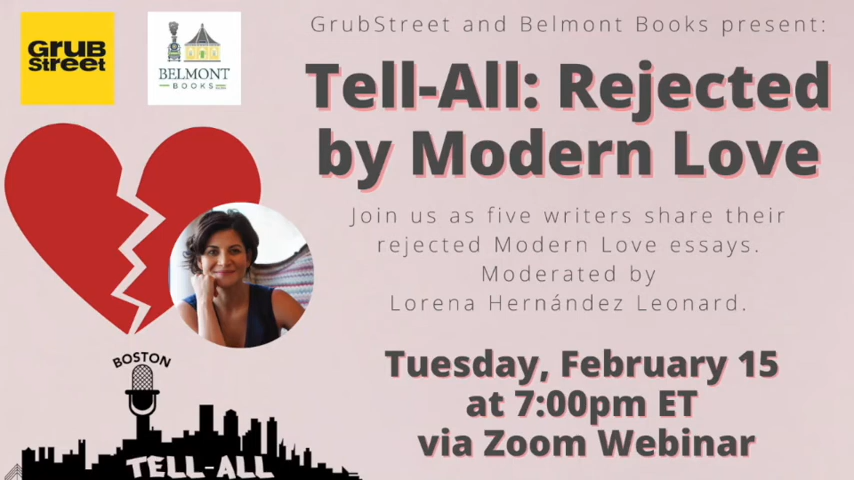 GRUB
STREET
BELMONT
BOOKS
GrubStreet and Belmont Books present:
Tell-All: Rejected
by Modern Love
Join us as five writers share their
rejected Modern Love essays.
Moderated by
Lorena Hernández Leonard.
Tuesday, February 15
at 7:00pm ET
via Zoom Webinar
BOSTON
TELL-ALL